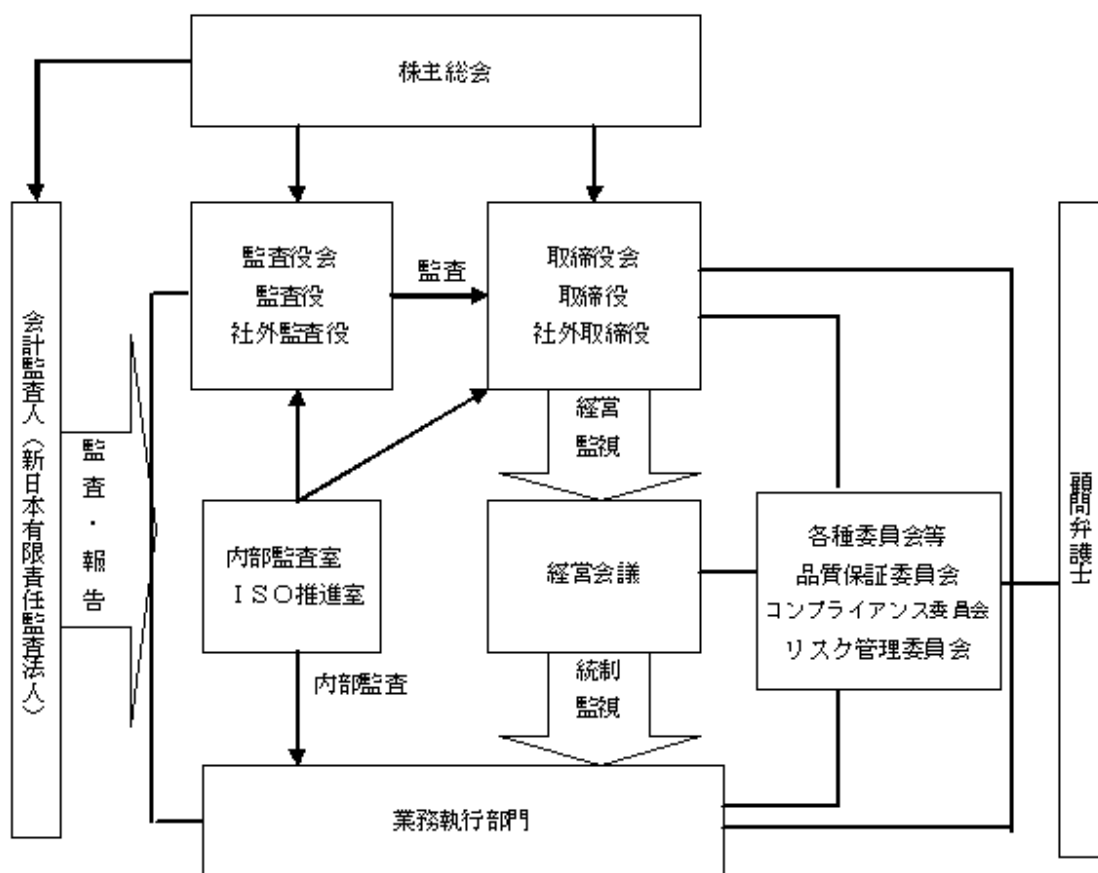 株主総会
監査役会
監査役
社外監査役
監査
取締役会
取締役
社外取締役
会計監査人(新日本有限責任監査法人)
監査・報告
経営
監視
内部監査室
ISO推進室
経営会議
各種委員会等
品質保証委員会
コンプライアンス委員会
リスク管理委員会
顧問弁護士
内部監査
統制
監視
業務執行部門